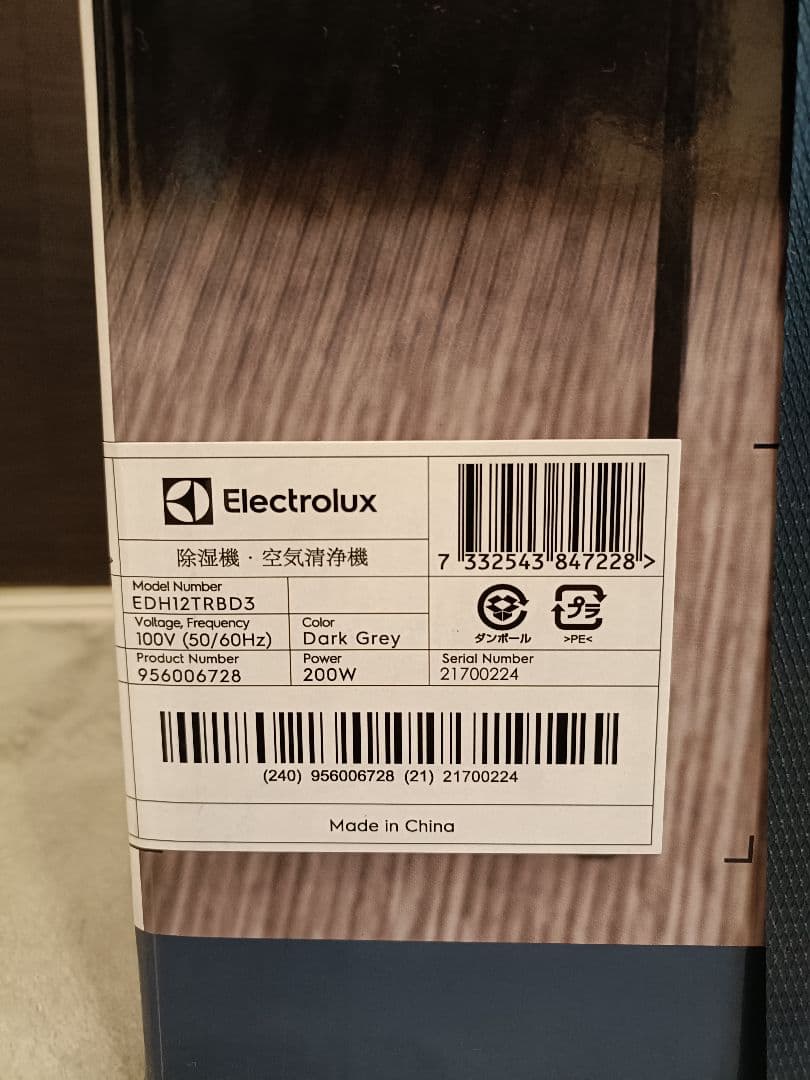 Electrolux
除湿機・空気清浄機
7 332543 847228 >
Model Number
EDH12TRBD3
Voltage, Frequency
100V (50/60Hz)
Color
Dark Grey
ダンボール
プラ
>PE<
Product Number
956006728
Power
200W
Serial Number
21700224
(240) 956006728 (21) 21700224
Made in China